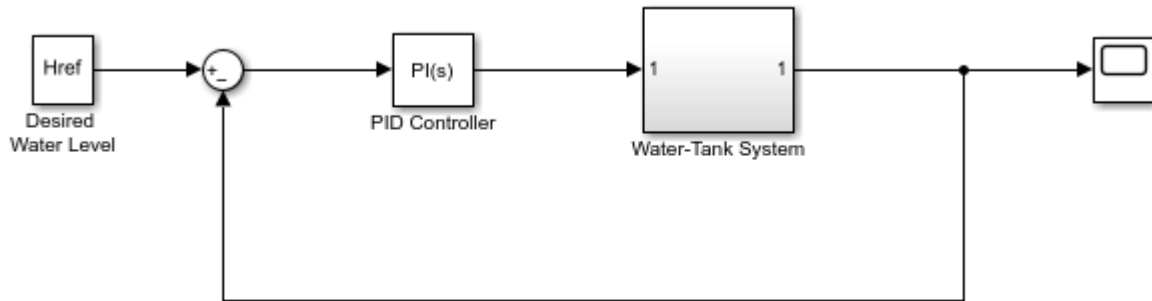 Href
Desired
Water Level
+
−
PI(s)
PID Controller
1
1
Water-Tank System